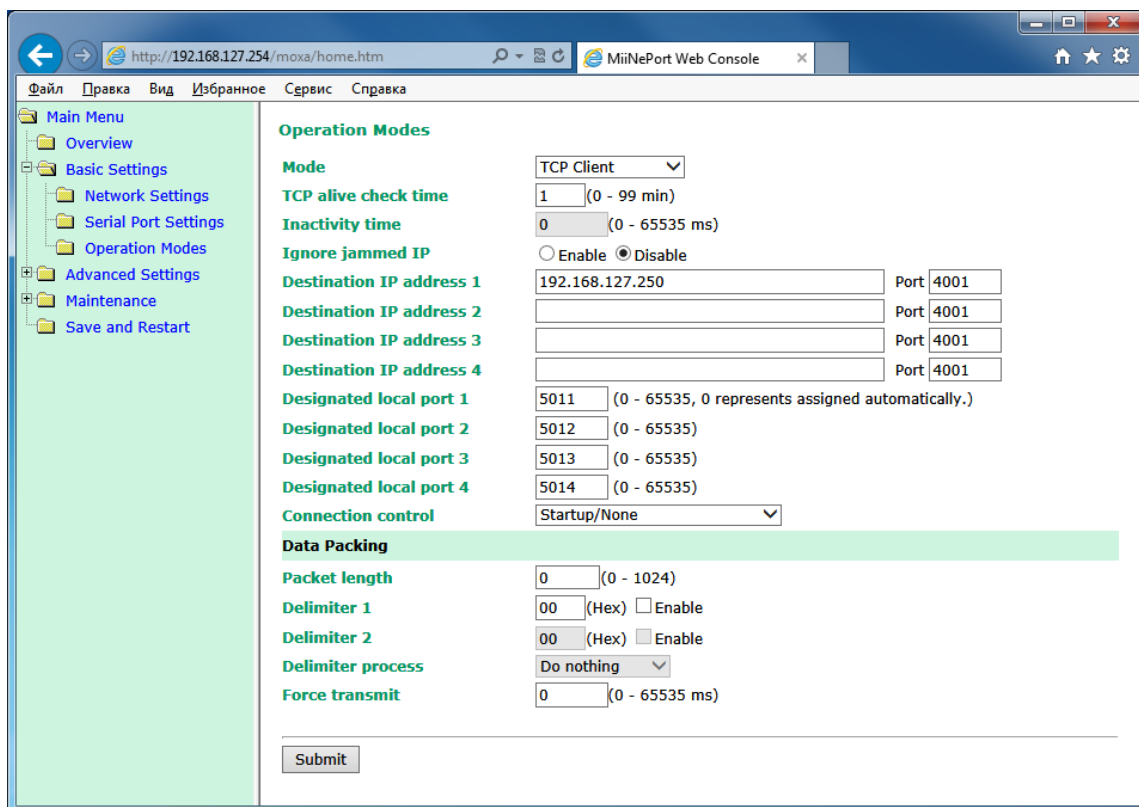 http://192.168.127.254/moxa/home.htm
MiiNePort Web Console
Файл Правка Вид Избранное Сервис Справка
Main Menu
Overview
Basic Settings
Network Settings
Serial Port Settings
Operation Modes
Advanced Settings
Maintenance
Save and Restart
Operation Modes
Mode TCP Client
TCP alive check time 1 (0 - 99 min)
Inactivity time 0 (0 - 65535 ms)
Ignore jammed IP Enable Disable
Destination IP address 1 192.168.127.250 Port 4001
Destination IP address 2 Port 4001
Destination IP address 3 Port 4001
Destination IP address 4 Port 4001
Designated local port 1 5011 (0 - 65535, 0 represents assigned automatically.)
Designated local port 2 5012 (0 - 65535)
Designated local port 3 5013 (0 - 65535)
Designated local port 4 5014 (0 - 65535)
Connection control Startup/None
Data Packing
Packet length 0 (0 - 1024)
Delimiter 1 00 (Hex) Enable
Delimiter 2 00 (Hex) Enable
Delimiter process Do nothing
Force transmit 0 (0 - 65535 ms)
Submit